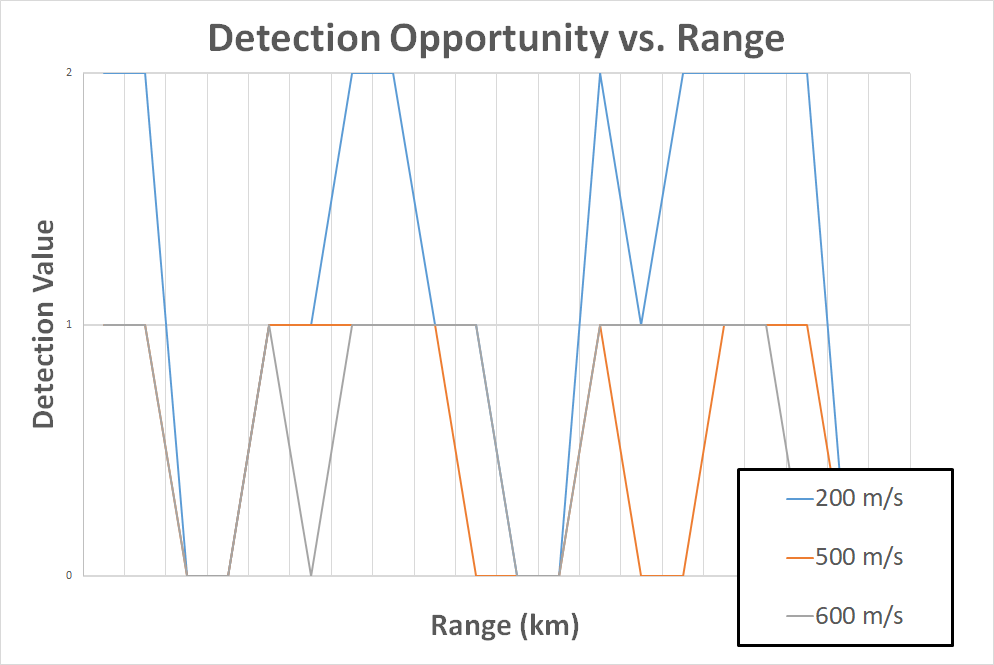 Detection Opportunity vs. Range
2
1
0
Detection Value
Range (km)
200 m/s
500 m/s
600 m/s